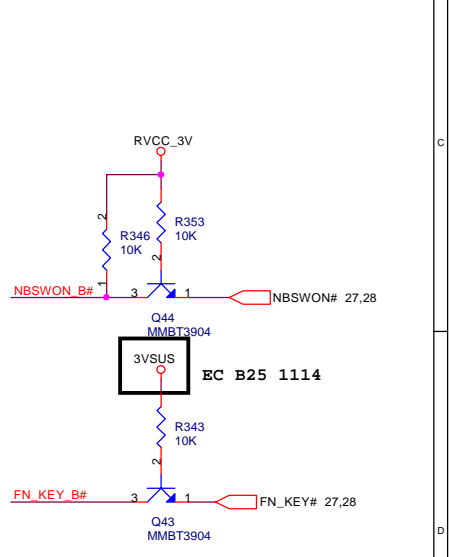 C
RVCC_3V
2
R346
10K
1
R353
10K
2
NBSWON_B#
3
1
NBSWON# 27,28
Q44
MMBT3904
3VSUS
EC B25 1114
R343
10K
2
FN_KEY_B#
3
1
FN_KEY# 27,28
Q43
MMBT3904
D